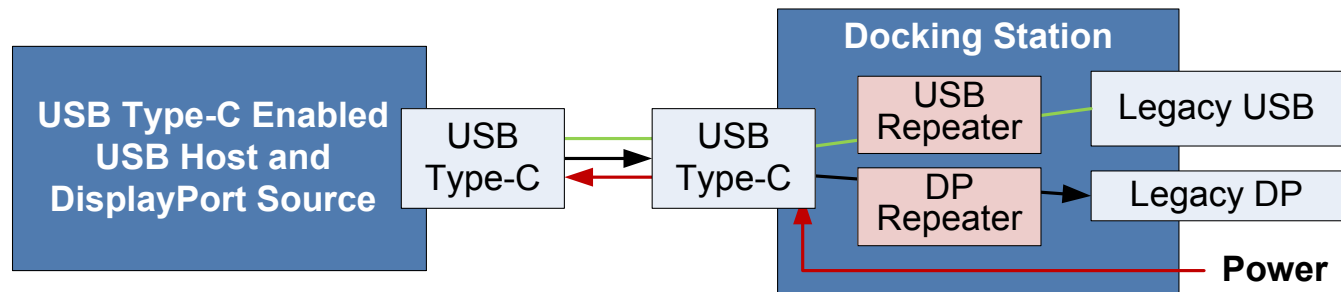 Docking Station
USB Type-C Enabled
USB Host and
DisplayPort Source
USB
Type-C
USB
Type-C
USB
Repeater
Legacy USB
DP
Repeater
Legacy DP
Power